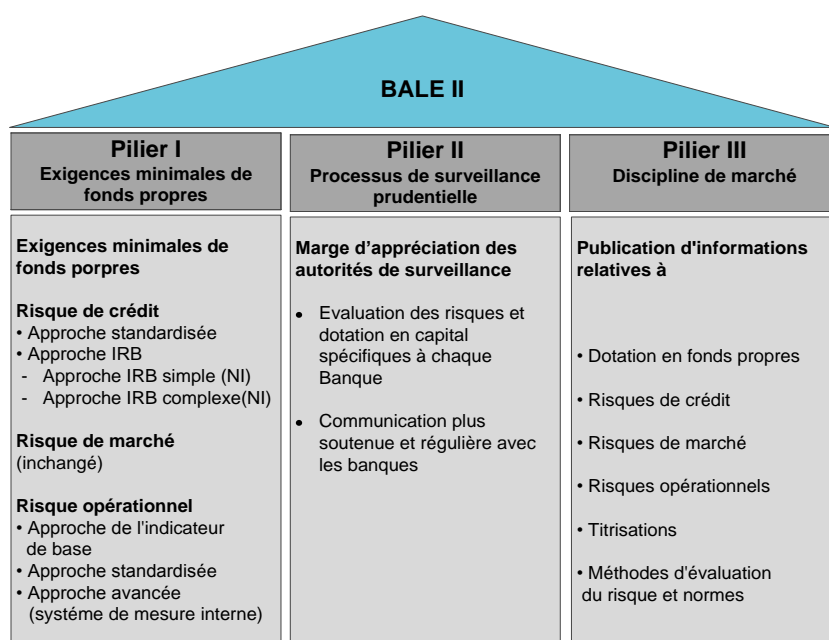 BALE II
Pilier I
Exigences minimales de
fonds propres
Exigences minimales de
fonds porpres
Risque de crédit
• Approche standardisée
• Approche IRB
- Approche IRB simple (NI)
- Approche IRB complexe(NI)
Risque de marché
(inchangé)
Risque opérationnel
• Approche de l'indicateur
de base
• Approche standardisée
• Approche avancée
(systéme de mesure interne)
Pilier II
Processus de surveillance
prudentielle
Marge d’appréciation des
autorités de surveillance
• Evaluation des risques et
dotation en capital
spécifiques à chaque
Banque
• Communication plus
soutenue et régulière avec
les banques
Pilier III
Discipline de marché
Publication d'informations
relatives à
• Dotation en fonds propres
• Risques de crédit
• Risques de marché
• Risques opérationnels
• Titrisations
• Méthodes d'évaluation
du risque et normes